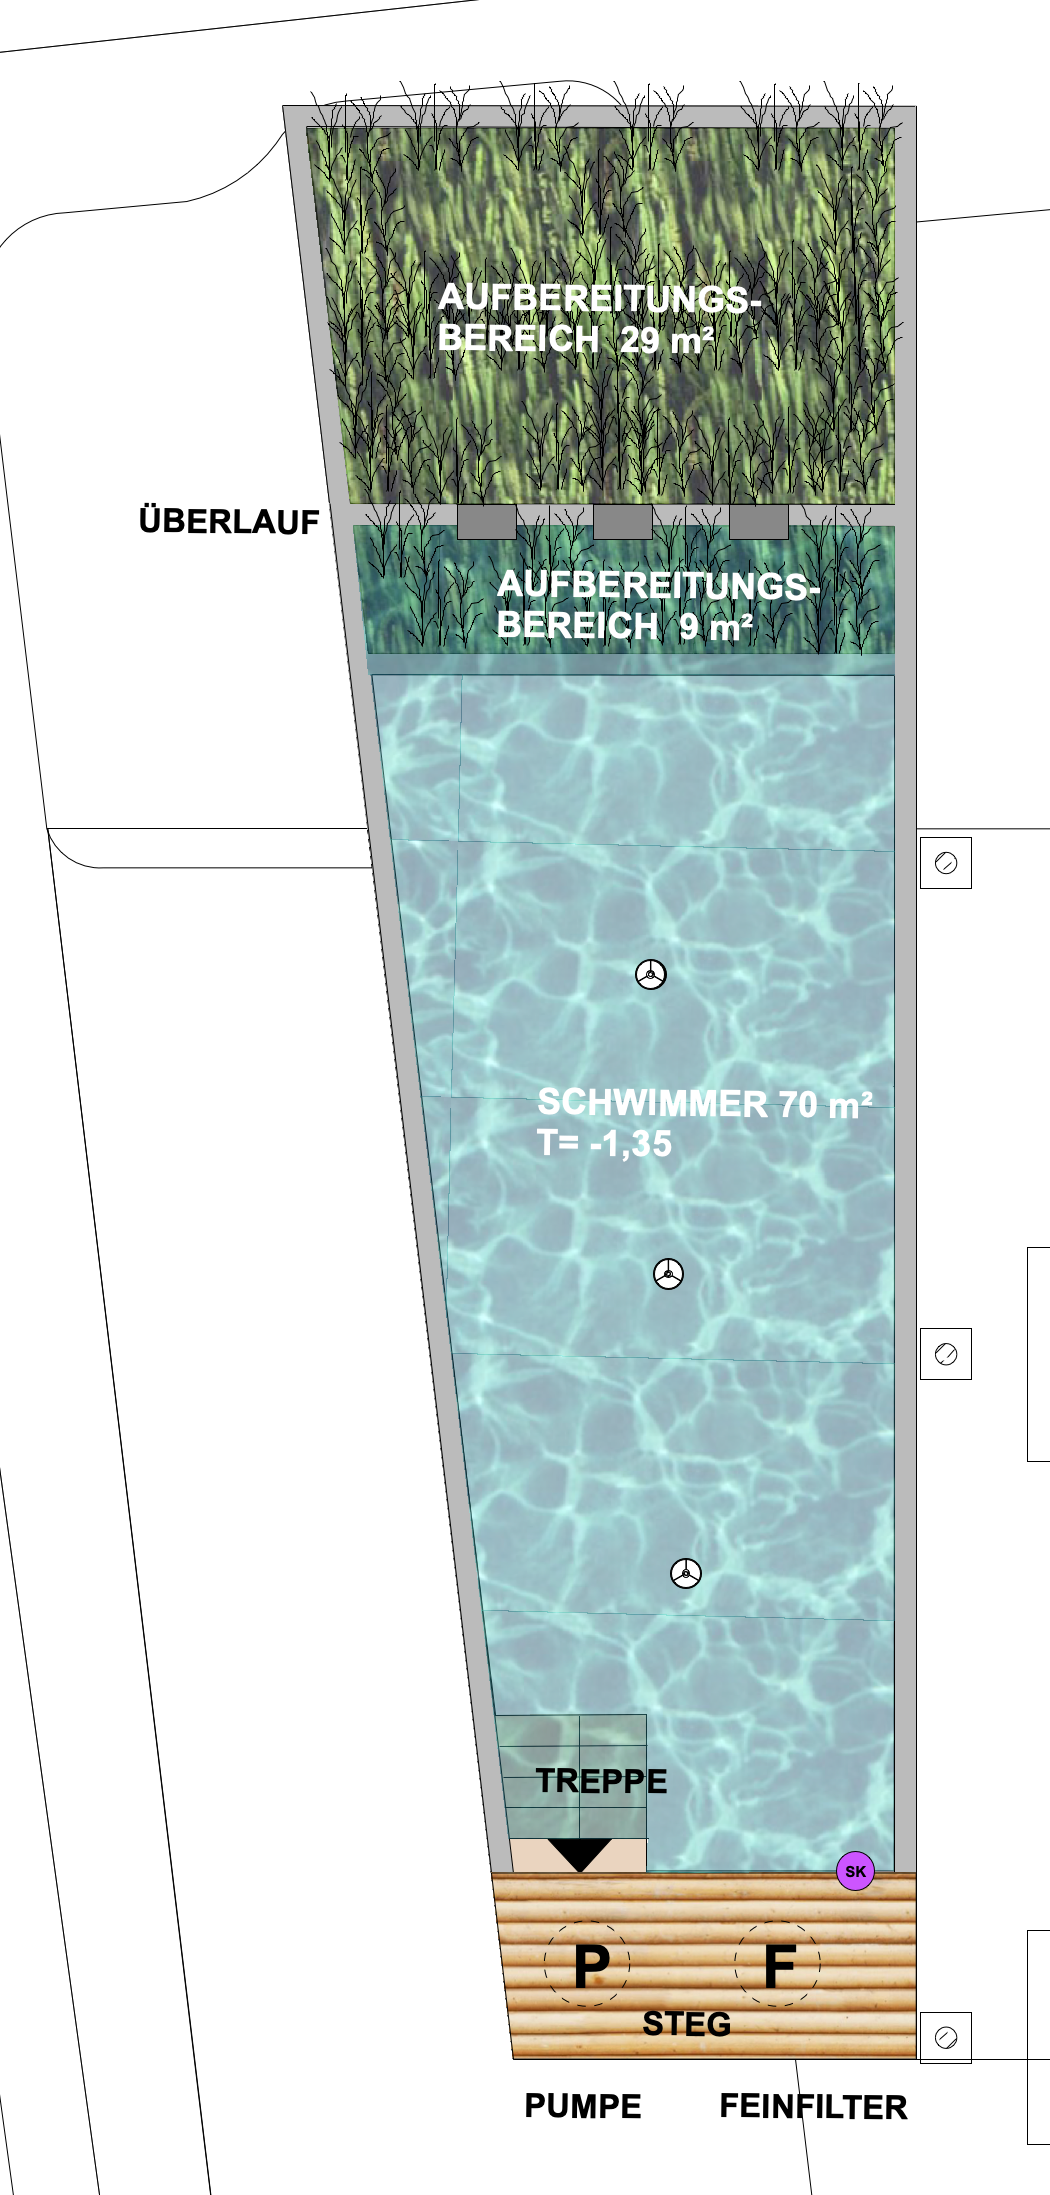 AUFBEREITUNGS-
BEREICH 29 m²
ÜBERLAUF
AUFBEREITUNGS-
BEREICH 9 m²
SCHWIMMER 70 m²
T= -1,35
TREPPE
SK
P F
STEG
PUMPE FEINFILTER